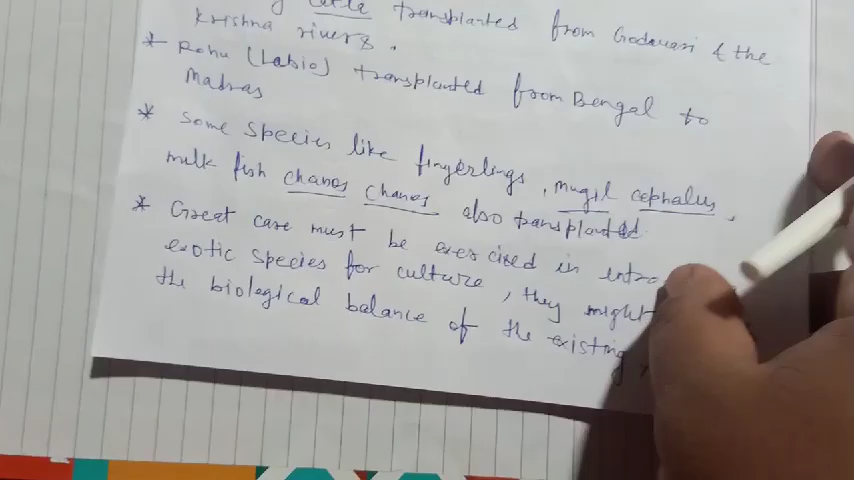 catla transplanted from Godavari & the
Krishna rivers.
* Rohu (Labio) transplanted from Bengal to
Madras
* Some species like fingerlings, mugil cephalus,
milk fish chanos chanos also transplanted.
* Great care must be exercised in intro
exotic species for culture, they might
the biological balance of the existing